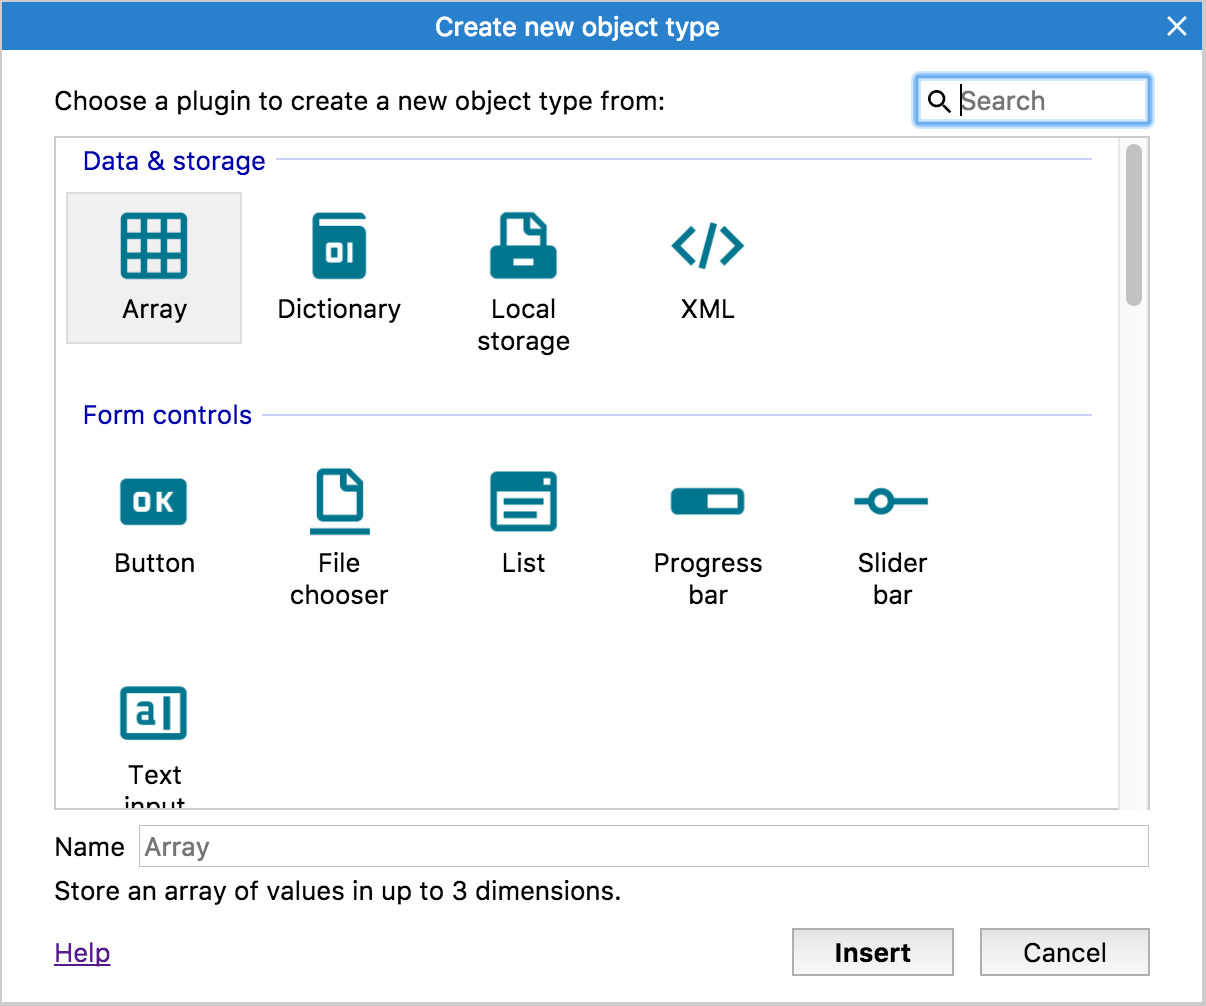 Create new object type
Choose a plugin to create a new object type from:
Search
Data & storage
Array
Dictionary
Local
storage
XML
Form controls
OK
Button
File
chooser
List
Progress
bar
Slider
bar
Text
input
Name
Array
Store an array of values in up to 3 dimensions.
Help
Insert
Cancel